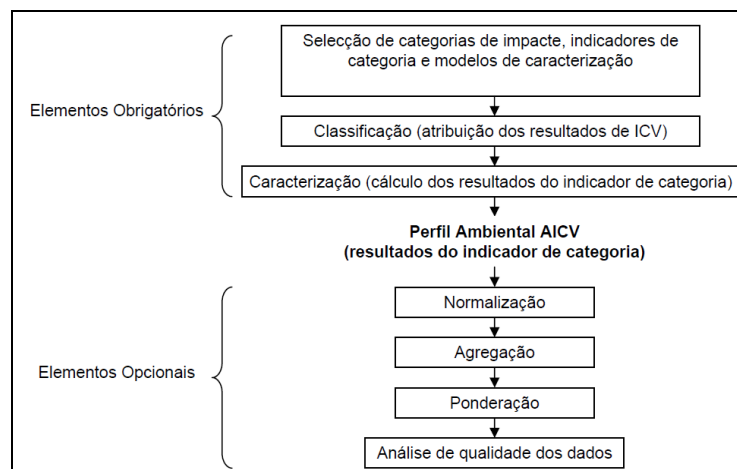 Selecção de categorias de impacte, indicadores de
categoria e modelos de caracterização
Elementos Obrigatórios
Classificação (atribuição dos resultados de ICV)
Caracterização (cálculo dos resultados do indicador de categoria)
Perfil Ambiental AICV
(resultados do indicador de categoria)
Normalização
Agregação
Elementos Opcionais
Ponderação
Análise de qualidade dos dados